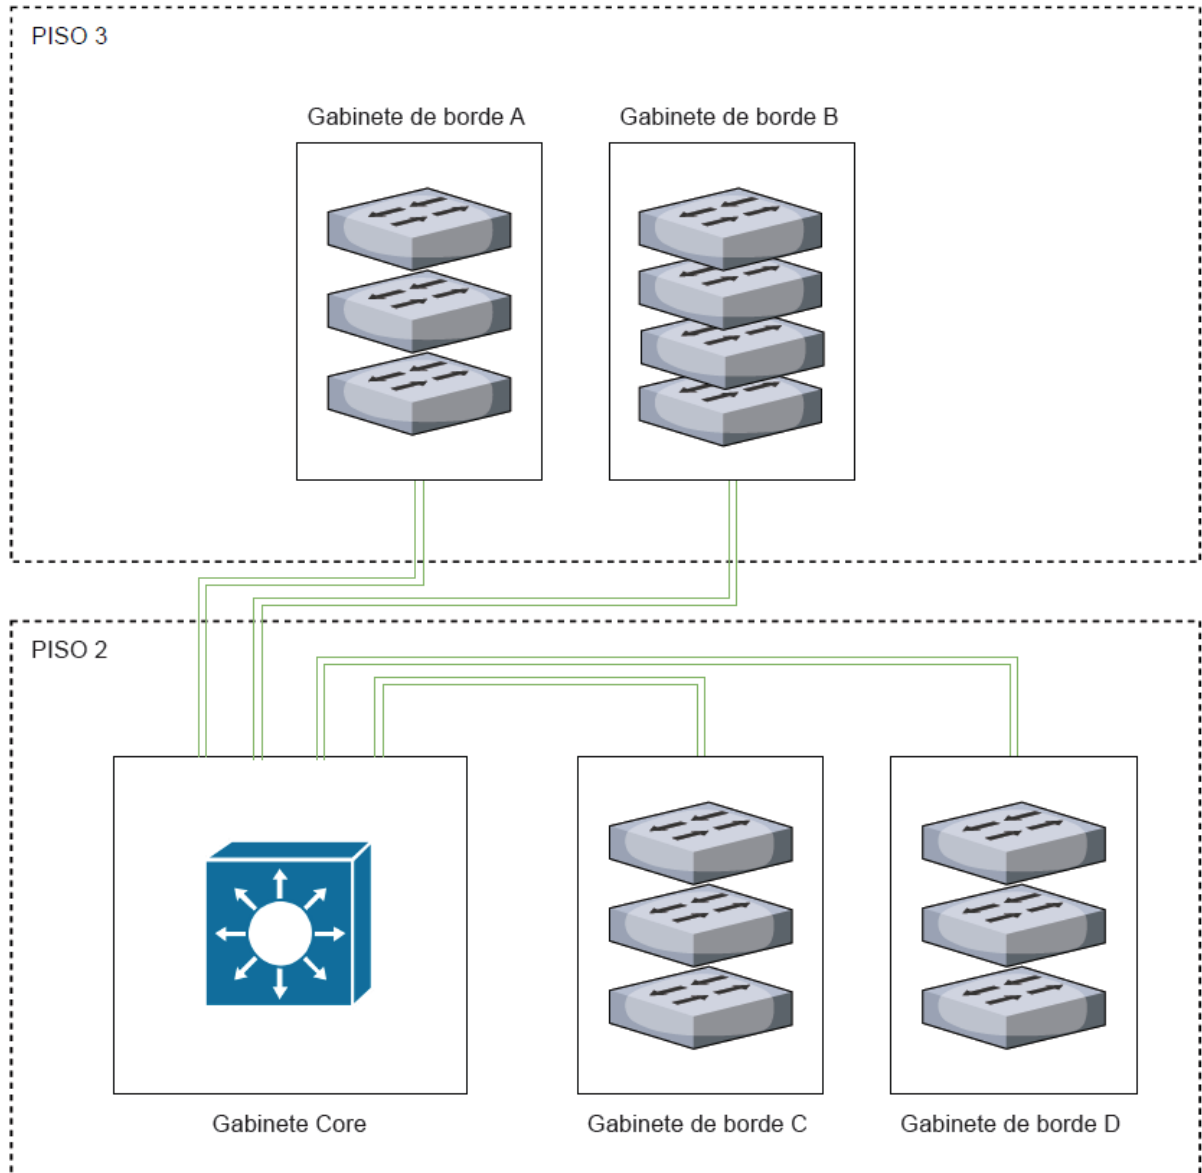 PISO 3
Gabinete de borde A
Gabinete de borde B
PISO 2
Gabinete Core
Gabinete de borde C
Gabinete de borde D